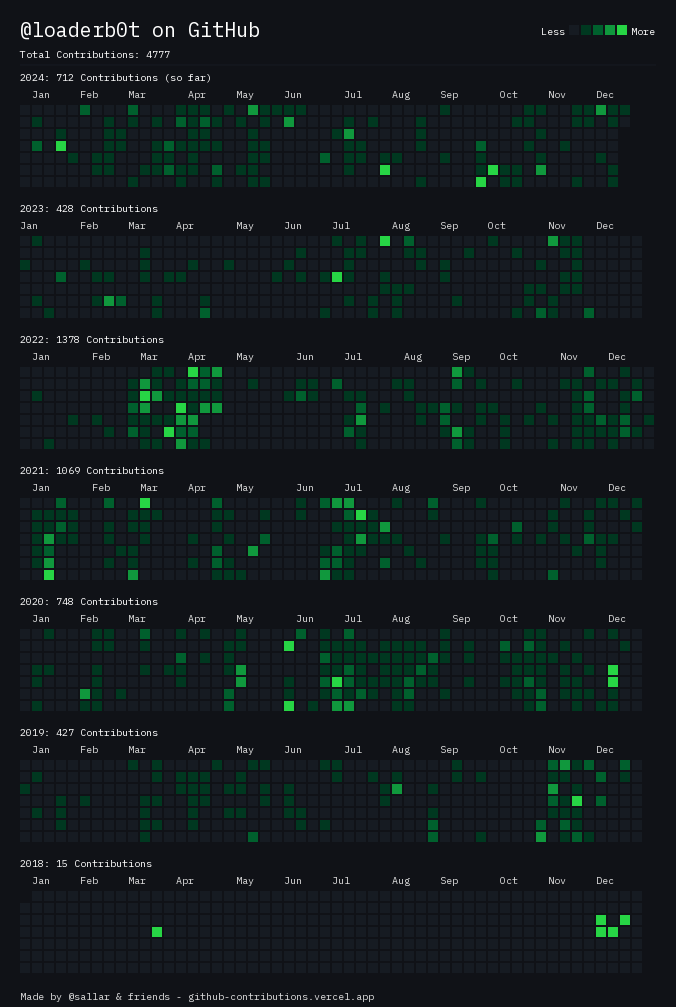 @loaderb0t on GitHub
Less More
Total Contributions: 4777
2024: 712 Contributions (so far)
Jan Feb Mar Apr May Jun Jul Aug Sep Oct Nov Dec
2023: 428 Contributions
Jan Feb Mar Apr May Jun Jul Aug Sep Oct Nov Dec
2022: 1378 Contributions
Jan Feb Mar Apr May Jun Jul Aug Sep Oct Nov Dec
2021: 1069 Contributions
Jan Feb Mar Apr May Jun Jul Aug Sep Oct Nov Dec
2020: 748 Contributions
Jan Feb Mar Apr May Jun Jul Aug Sep Oct Nov Dec
2019: 427 Contributions
Jan Feb Mar Apr May Jun Jul Aug Sep Oct Nov Dec
2018: 15 Contributions
Jan Feb Mar Apr May Jun Jul Aug Sep Oct Nov Dec
Made by @sallar & friends - github-contributions.vercel.app